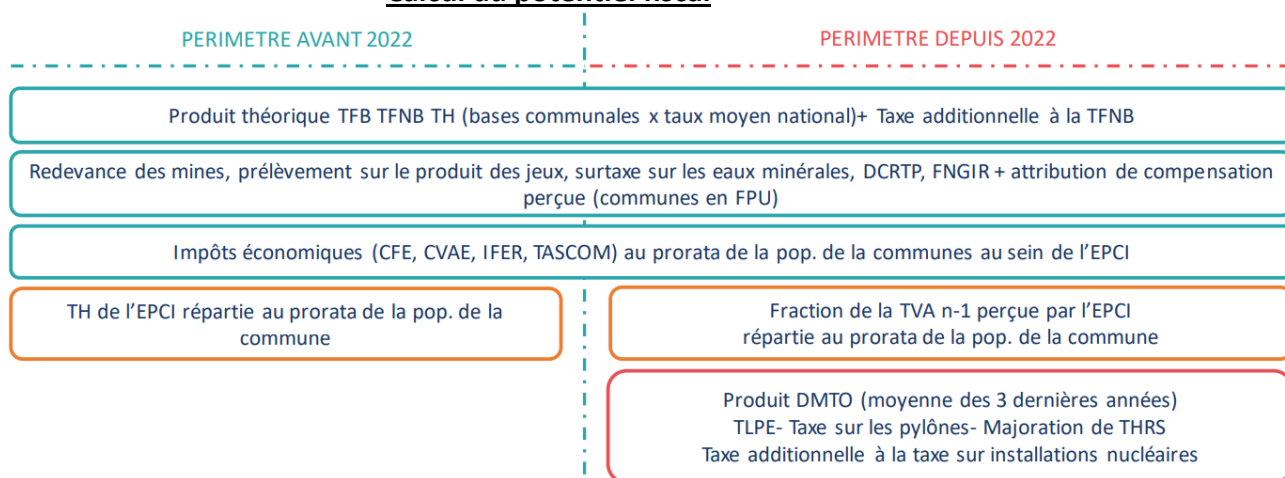 Calcul du potentiel fiscal
PERIMETRE AVANT 2022
PERIMETRE DEPUIS 2022
Produit théorique TFB TFNB TH (bases communales x taux moyen national)+ Taxe additionnelle à la TFNB
Redevance des mines, prélèvement sur le produit des jeux, surtaxe sur les eaux minérales, DCRTP, FNGIR + attribution de compensation
perçue (communes en FPU)
Impôts économiques (CFE, CVAE, IFER, TASCOM) au prorata de la pop. de la communes au sein de l'EPCI
TH de l'EPCI répartie au prorata de la pop. de la
commune
Fraction de la TVA n-1 perçue par l'EPCI
répartie au prorata de la pop. de la commune
Produit DMTO (moyenne des 3 dernières années)
TLPE- Taxe sur les pylônes- Majoration de THRS
Taxe additionnelle à la taxe sur installations nucléaires